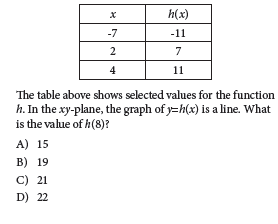 x h(x)
-7 -11
2 7
4 11
The table above shows selected values for the function
h. In the xy-plane, the graph of y=h(x) is a line. What
is the value of h(8)?
A) 15
B) 19
C) 21
D) 22